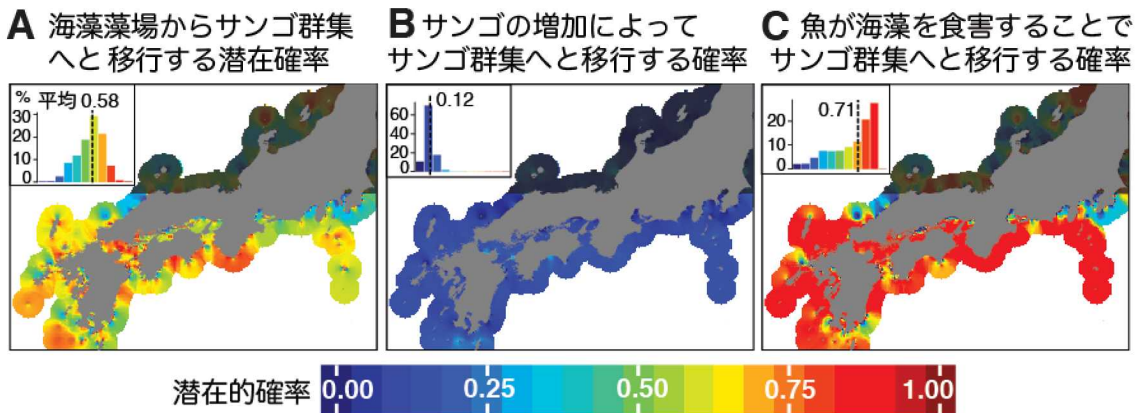 A 海藻藻場からサンゴ群集
へと 移行する潜在確率
% 平均 0.58
30
20
10
0
B サンゴの増加によって
サンゴ群集へと移行する確率
0.12
60
40
20
0
C 魚が海藻を食害することで
サンゴ群集へと移行する確率
0.71
20
10
0
潜在的確率 0.00 0.25 0.50 0.75 1.00